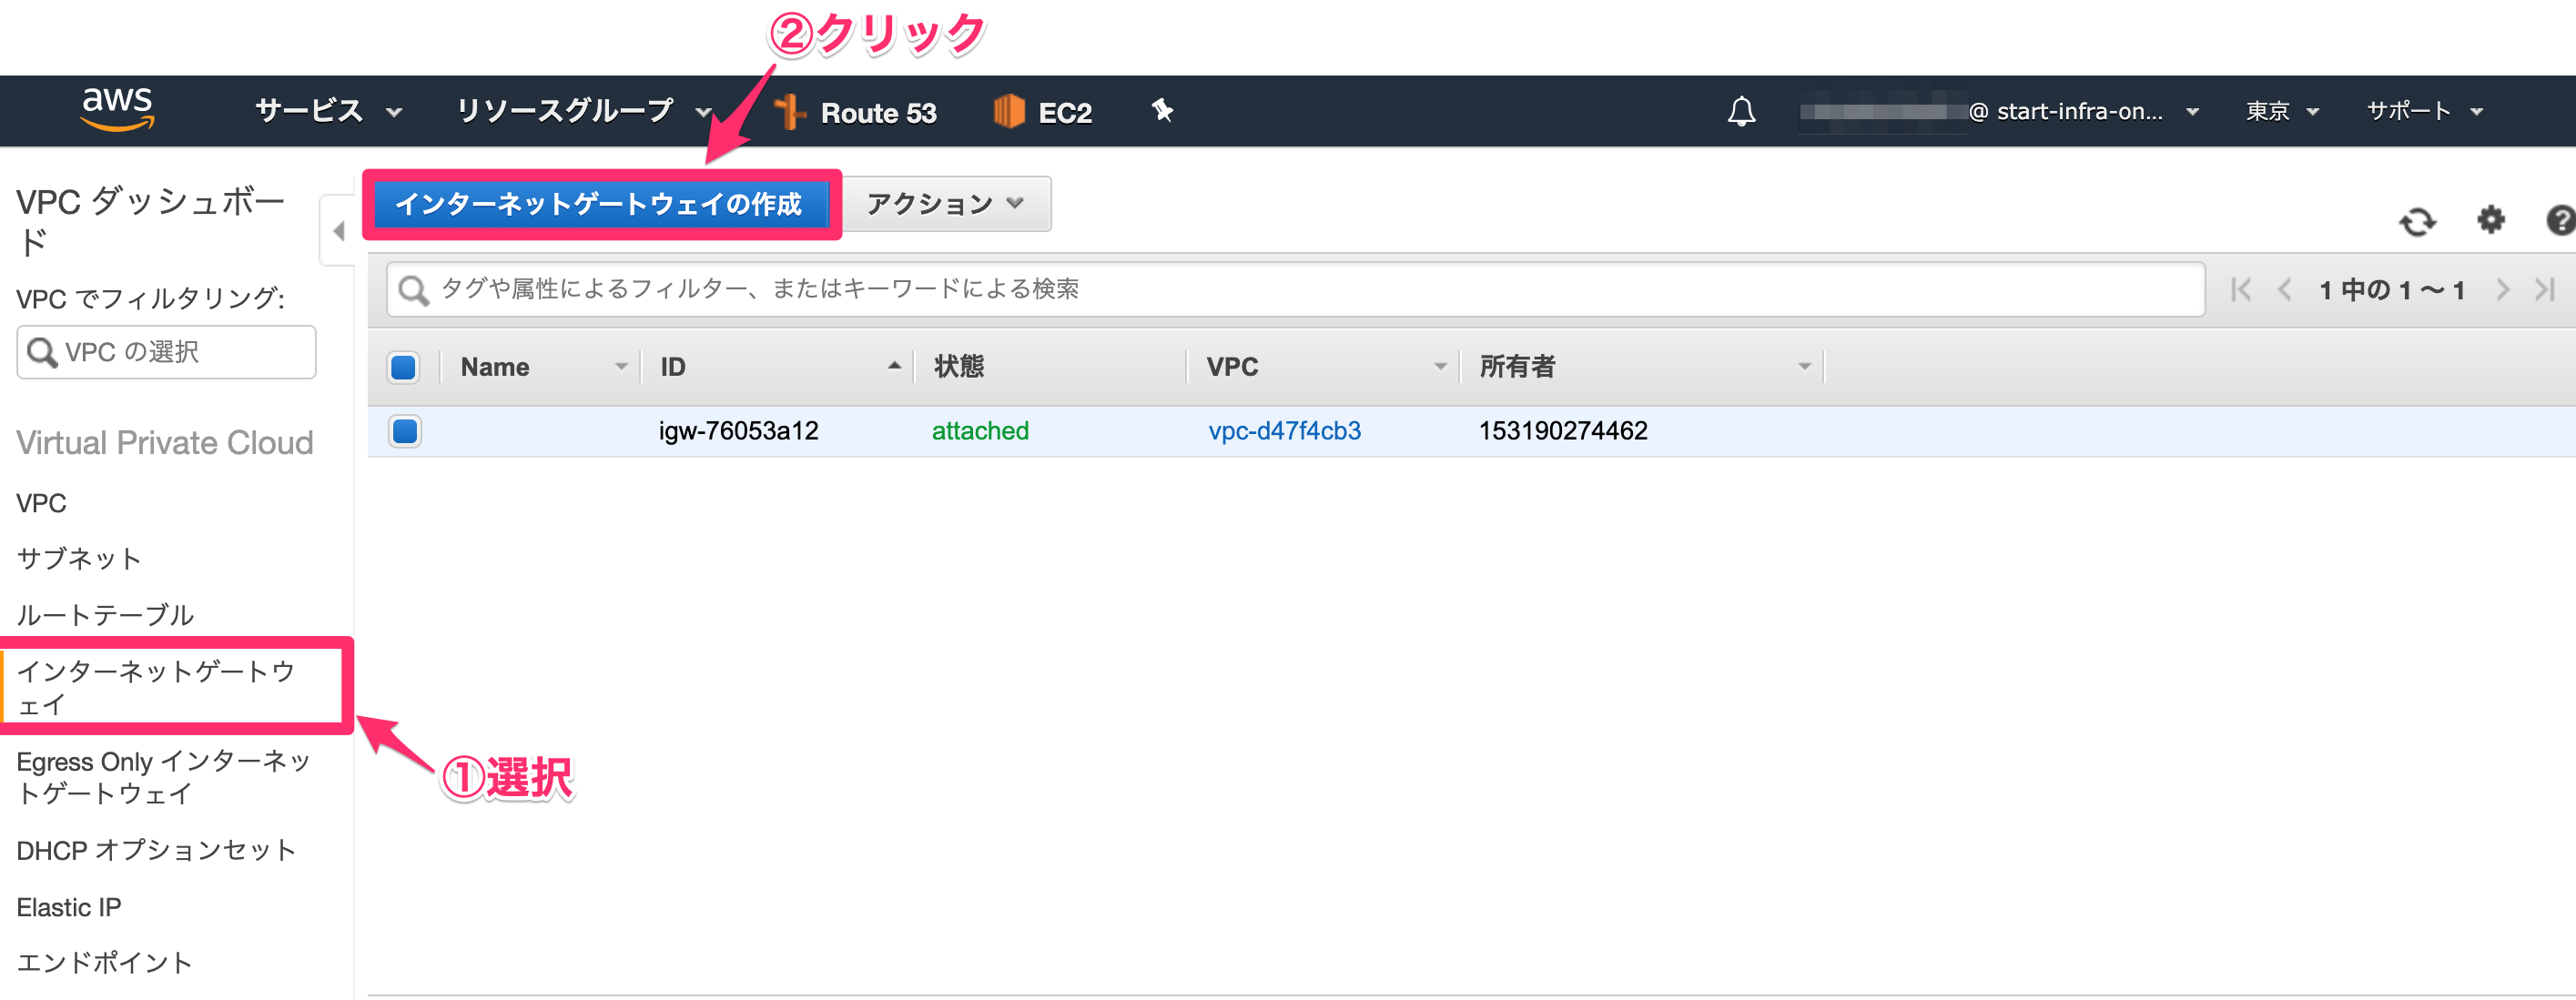 ②クリック
aws サービス リソースグループ Route 53 EC2 @ start-infra-on... 東京 サポート
VPC ダッシュボー
ド
VPC でフィルタリング:
VPC の選択
Virtual Private Cloud
VPC
サブネット
ルートテーブル
インターネットゲートウ
ェイ
①選択
Egress Only インターネッ
トゲートウェイ
DHCP オプションセット
Elastic IP
エンドポイント
インターネットゲートウェイの作成 アクション
タグや属性によるフィルター、またはキーワードによる検索 1 中の 1 〜 1
Name ID 状態 VPC 所有者
igw-76053a12 attached vpc-d47f4cb3 153190274462